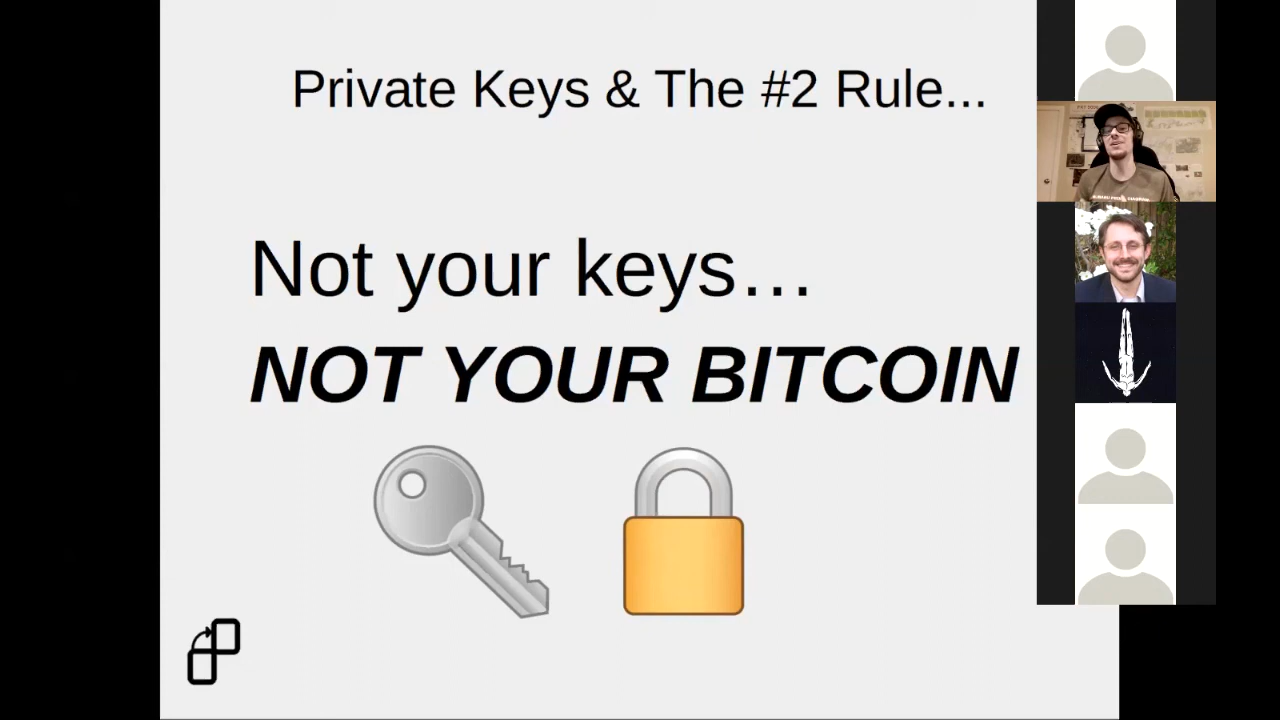 Private Keys & The #2 Rule...
Not your keys…
NOT YOUR BITCOIN